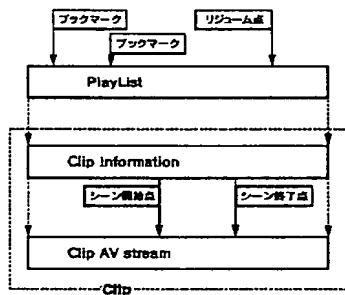 ブックマーク
リジューム点
ブックマーク
PlayList
Clip Information
シーン開始点
シーン終了点
Clip AV stream
Clip